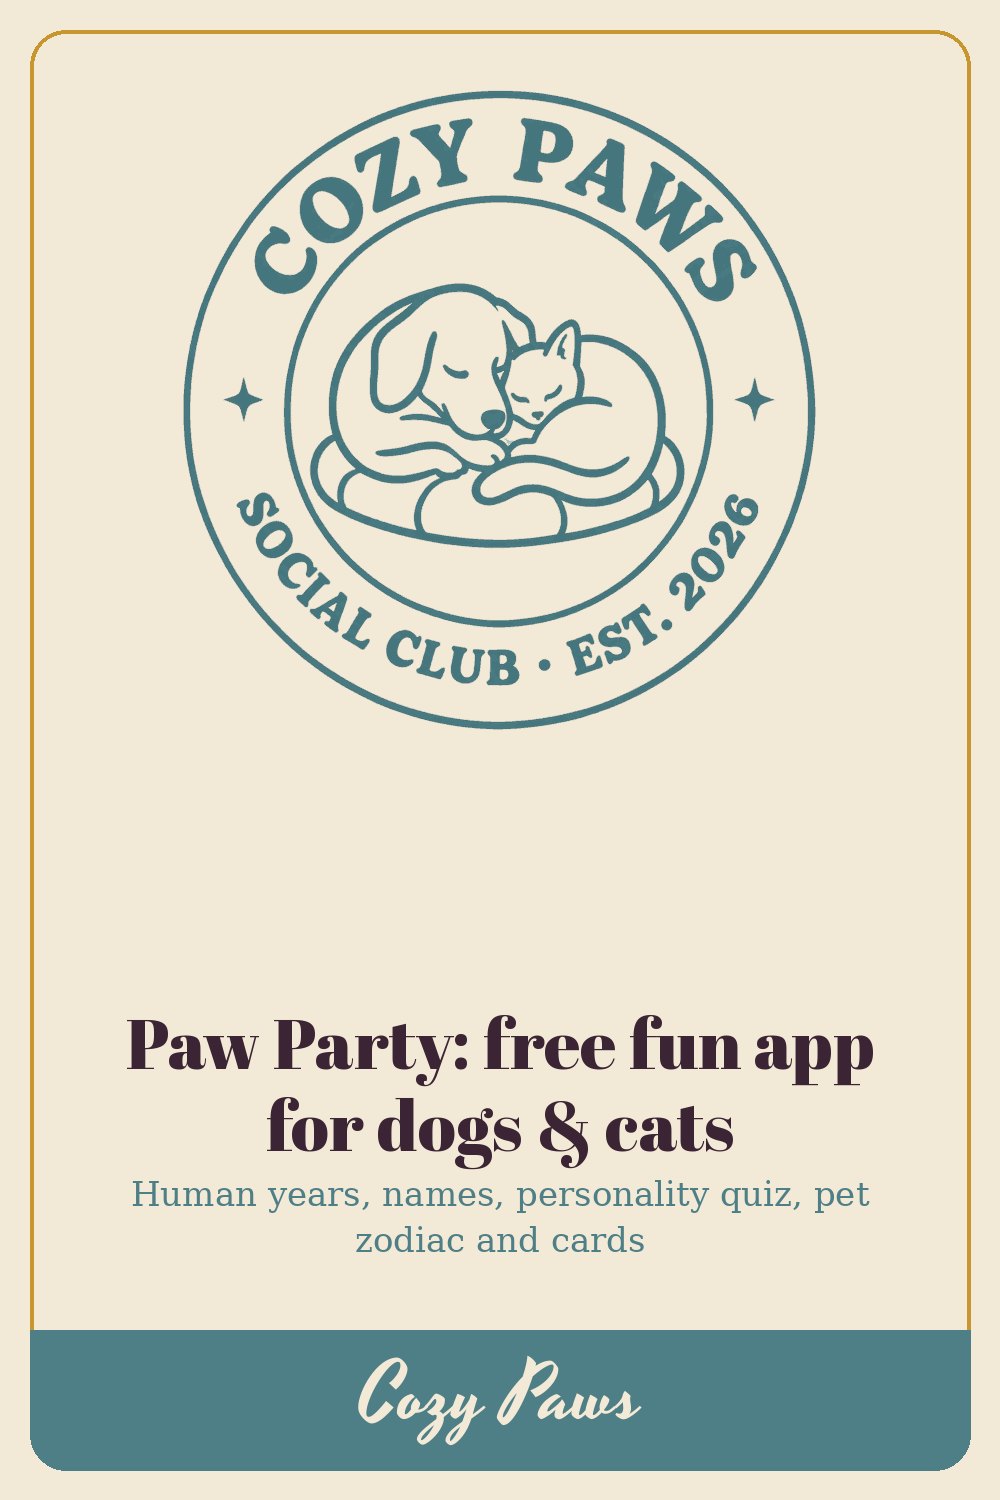 COZY PAWS
SOCIAL CLUB · EST. 2026
Paw Party: free fun app
for dogs & cats
Human years, names, personality quiz, pet
zodiac and cards
Cozy Paws